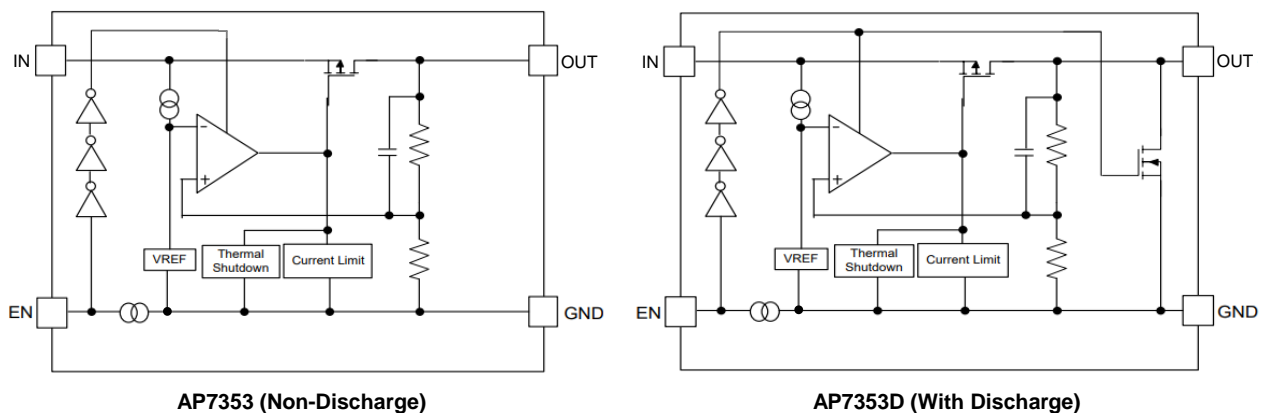 IN
OUT
−
+
VREF
Thermal
Shutdown
Current Limit
EN
GND
AP7353 (Non-Discharge)
IN
OUT
−
+
VREF
Thermal
Shutdown
Current Limit
EN
GND
AP7353D (With Discharge)